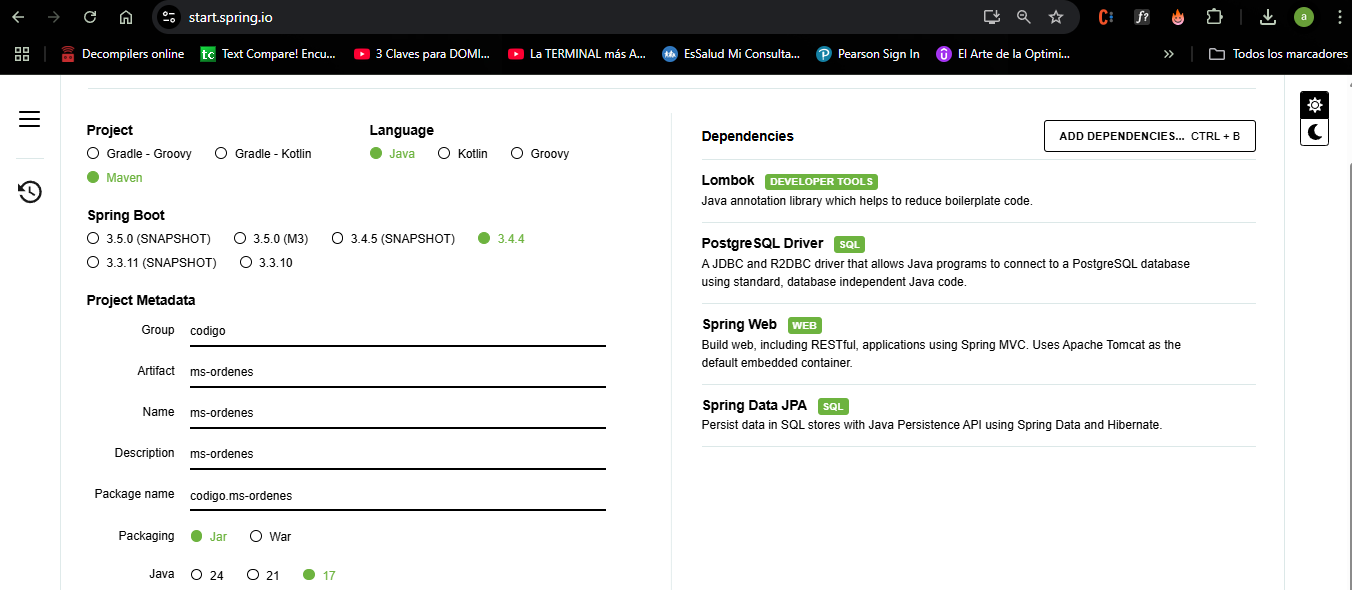 start.spring.io
Decompilers online
Text Compare! Encu...
3 Claves para DOMI...
La TERMINAL más A...
EsSalud Mi Consulta...
Pearson Sign In
El Arte de la Optimi...
Todos los marcadores
Project
Gradle - Groovy
Gradle - Kotlin
Maven
Language
Java
Kotlin
Groovy
Spring Boot
3.5.0 (SNAPSHOT)
3.5.0 (M3)
3.4.5 (SNAPSHOT)
3.4.4
3.3.11 (SNAPSHOT)
3.3.10
Project Metadata
Group codigo
Artifact ms-ordenes
Name ms-ordenes
Description ms-ordenes
Package name codigo.ms-ordenes
Packaging Jar War
Java 24 21 17
Dependencies
ADD DEPENDENCIES... CTRL + B
Lombok DEVELOPER TOOLS
Java annotation library which helps to reduce boilerplate code.
PostgreSQL Driver SQL
A JDBC and R2DBC driver that allows Java programs to connect to a PostgreSQL database
using standard, database independent Java code.
Spring Web WEB
Build web, including RESTful, applications using Spring MVC. Uses Apache Tomcat as the
default embedded container.
Spring Data JPA SQL
Persist data in SQL stores with Java Persistence API using Spring Data and Hibernate.